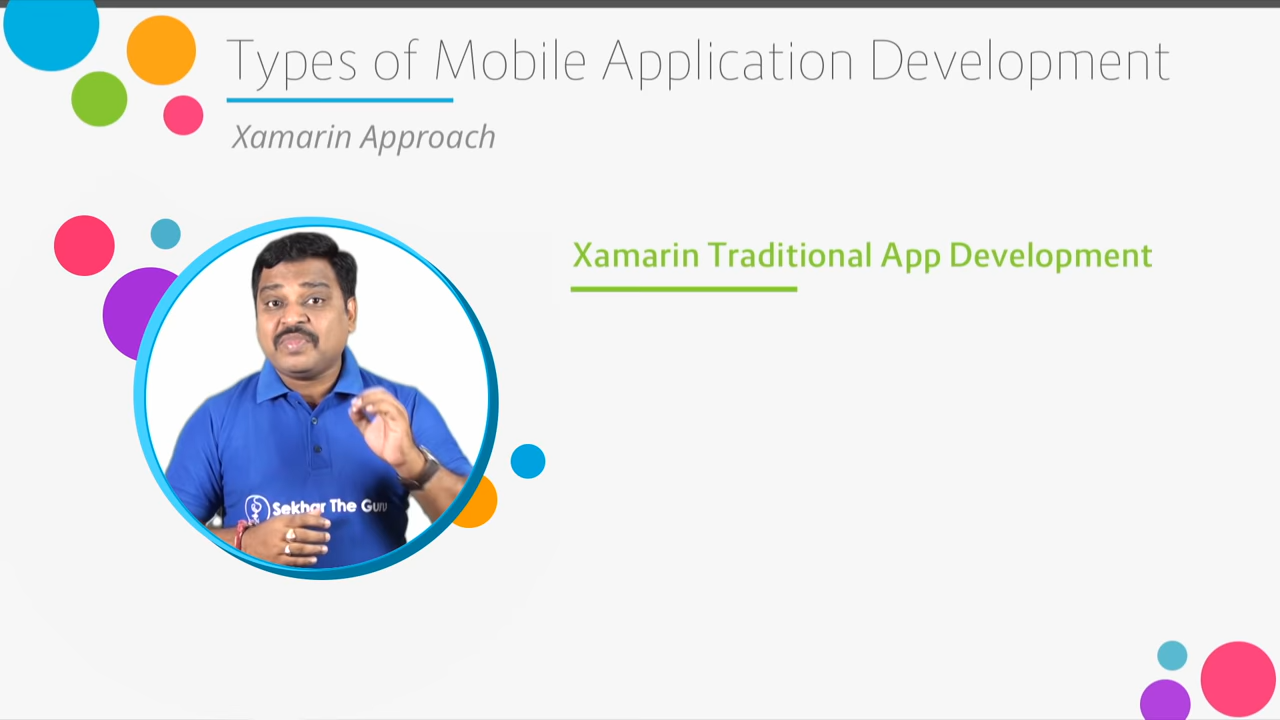 Types of Mobile Application Development
Xamarin Approach
Xamarin Traditional App Development
Sekhar The Guru